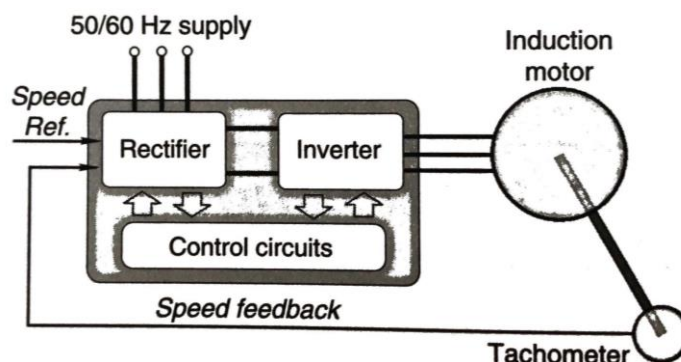 50/60 Hz supply
Induction
motor
Speed
Ref.
Rectifier
Inverter
Control circuits
Speed feedback
Tachometer